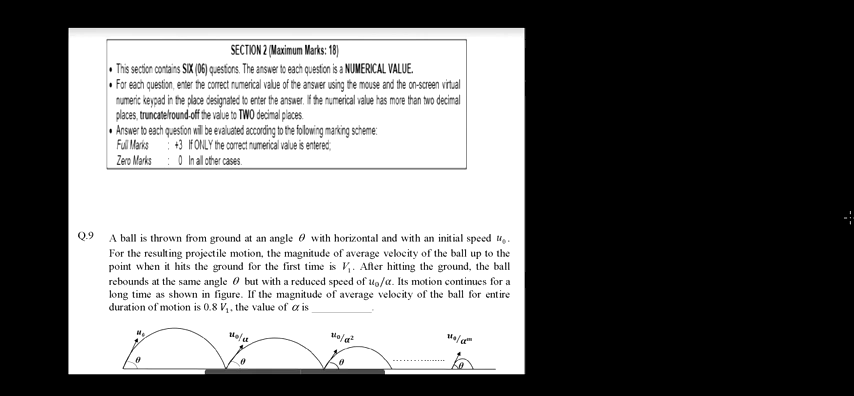 SECTION 2 (Maximum Marks: 18)
• This section contains SIX (06) questions. The answer to each question is a NUMERICAL VALUE.
• For each question, enter the correct numerical value of the answer using the mouse and the on-screen virtual
numeric keypad in the place designated to enter the answer. If the numerical value has more than two decimal
places, truncate/round-off the value to TWO decimal places.
• Answer to each question will be evaluated according to the following marking scheme:
Full Marks : +3 If ONLY the correct numerical value is entered;
Zero Marks : 0 In all other cases.
Q.9 A ball is thrown from ground at an angle θ with horizontal and with an initial speed u₀.
For the resulting projectile motion, the magnitude of average velocity of the ball up to the
point when it hits the ground for the first time is V₁. After hitting the ground, the ball
rebounds at the same angle θ but with a reduced speed of u₀/α. Its motion continues for a
long time as shown in figure. If the magnitude of average velocity of the ball for entire
duration of motion is 0.8 V₁, the value of α is ____________.
u₀ u₀/α u₀/α² u₀/αᵐ
θ θ θ .............. θ